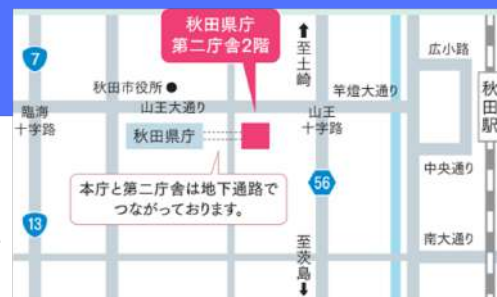 秋田県庁
第二庁舎2階
7
↑
至土崎
広小路
秋田市役所●
竿燈大通り
山王大通り
臨海
十字路
山王
十字路
秋田駅
秋田県庁
中央通り
本庁と第二庁舎は地下通路で
つながっております。
56
13
南大通り
至茨島
↓